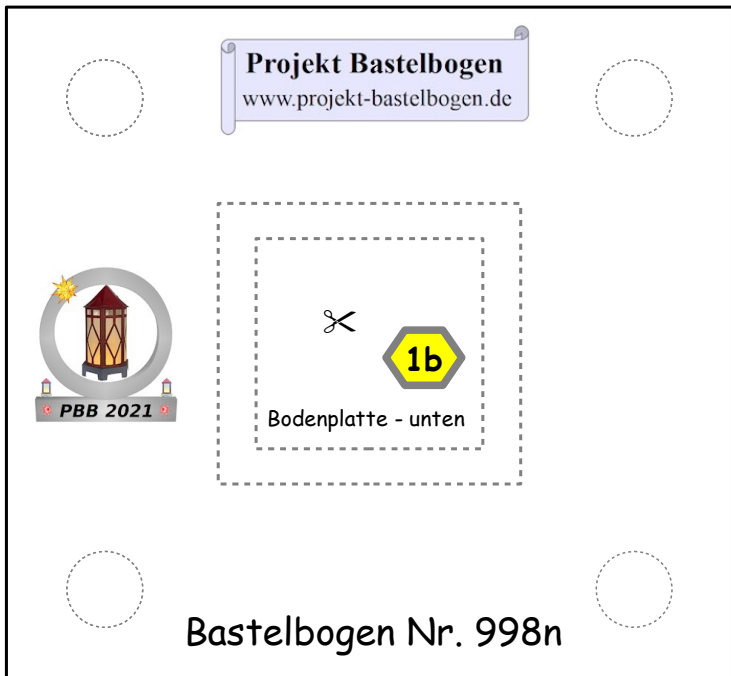 Projekt Bastelbogen
www.projekt-bastelbogen.de
1b
PBB 2021
Bodenplatte - unten
Bastelbogen Nr. 998n